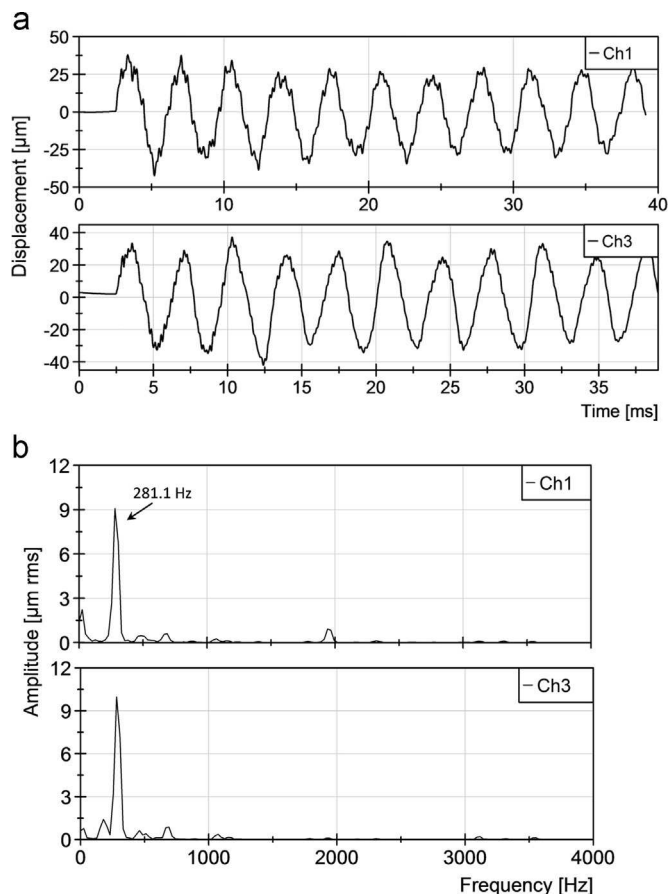 a
Displacement [µm]
50
25
0
-25
-50
Ch1
0 10 20 30 40
40
20
0
-20
-40
Ch3
0 5 10 15 20 25 30 35
Time [ms]
b
Amplitude [µm rms]
12
9
6
3
0
281.1 Hz
Ch1
12
9
6
3
0
Ch3
0 1000 2000 3000 4000
Frequency [Hz]